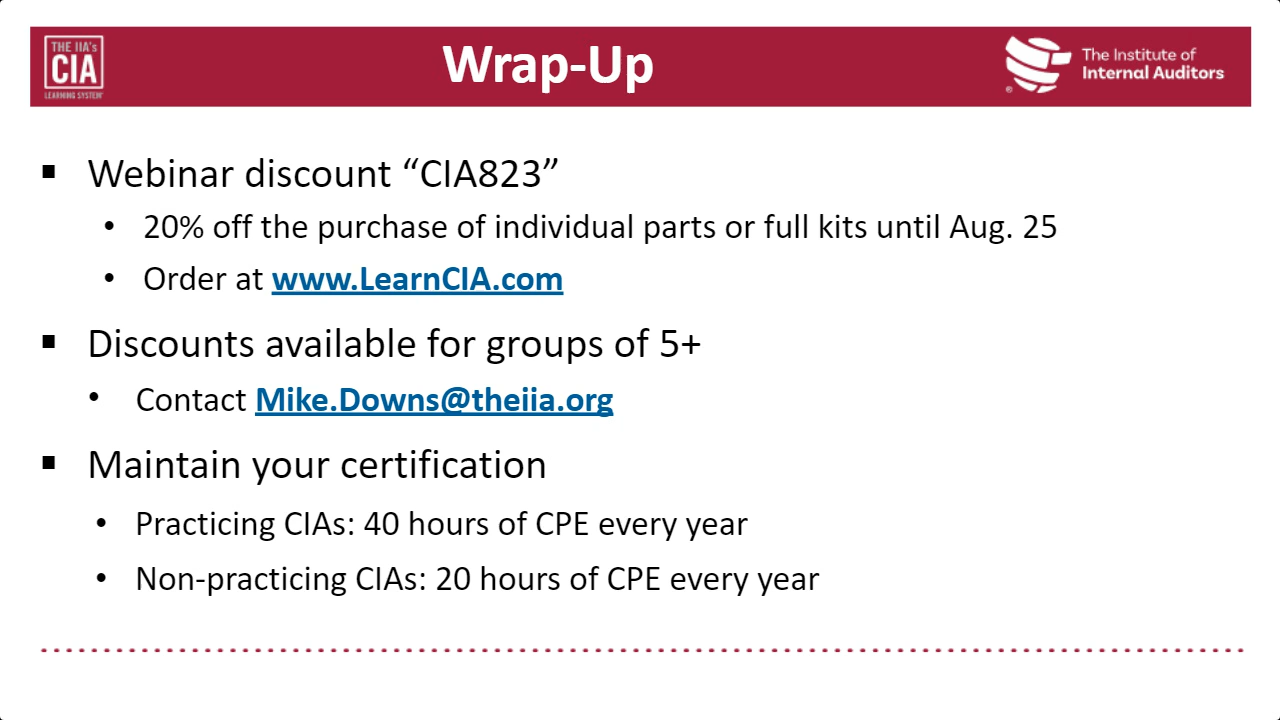 THE IIA's
CIA
LEARNING SYSTEM®
Wrap-Up
The Institute of
Internal Auditors
®
▪ Webinar discount “CIA823”
• 20% off the purchase of individual parts or full kits until Aug. 25
• Order at www.LearnCIA.com
▪ Discounts available for groups of 5+
• Contact Mike.Downs@theiia.org
▪ Maintain your certification
• Practicing CIAs: 40 hours of CPE every year
• Non-practicing CIAs: 20 hours of CPE every year